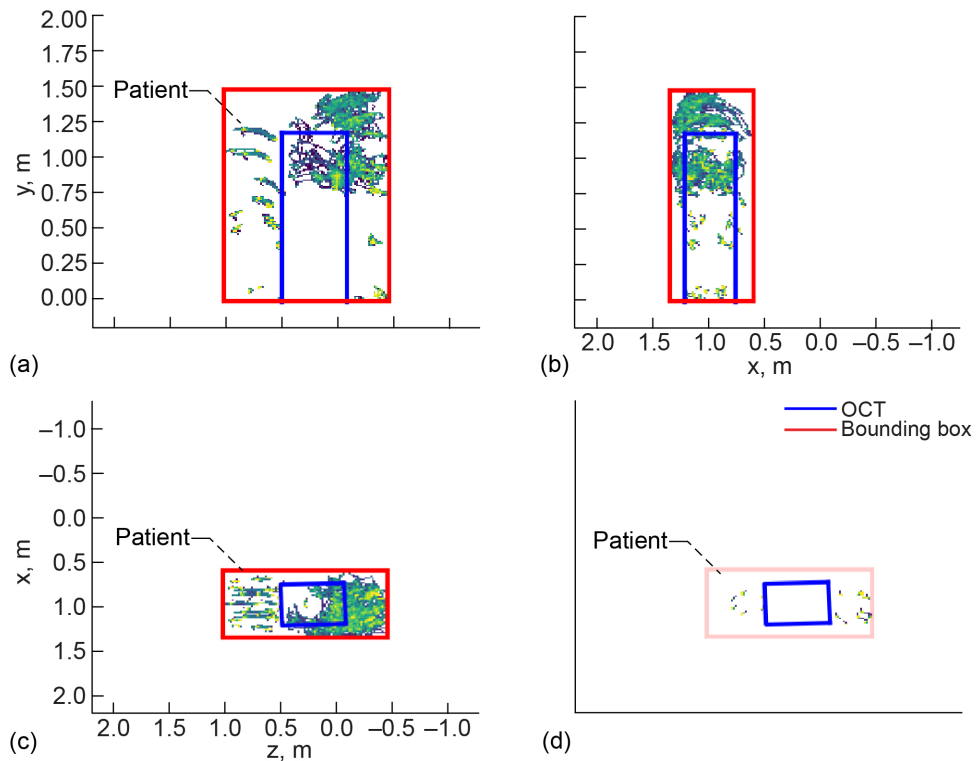 2.00
1.75
Patient
1.50
1.25
1.00
0.75
0.50
0.25
0.00
y, m
(a)
2.0 1.5 1.0 0.5 0.0 –0.5 –1.0
x, m
(b)
–1.0
–0.5
0.0
0.5
1.0
1.5
2.0
x, m
Patient
2.0 1.5 1.0 0.5 0.0 –0.5 –1.0
z, m
(c)
OCT
Bounding box
Patient
(d)